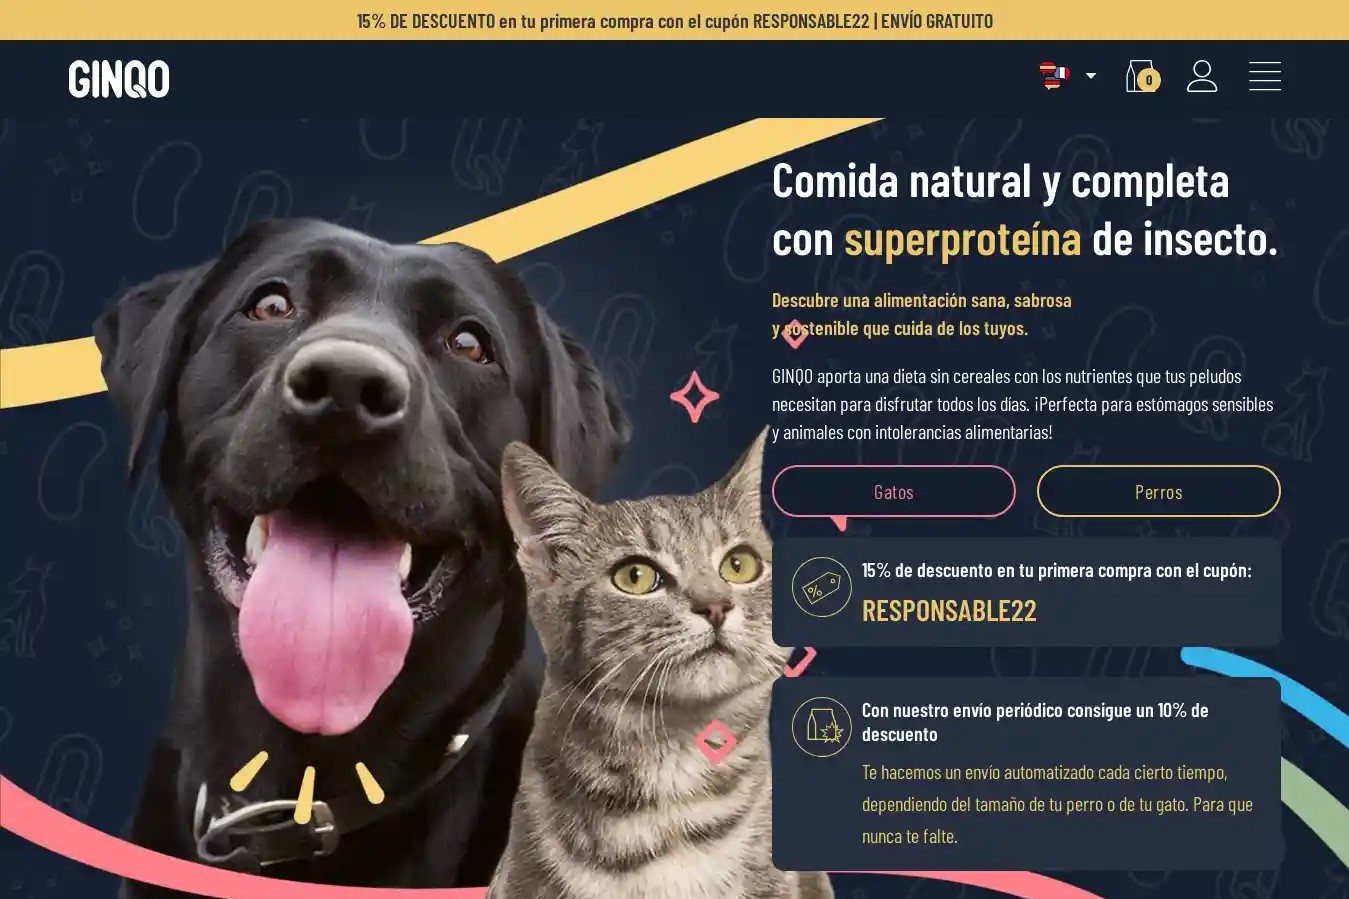 15% DE DESCUENTO en tu primera compra con el cupón RESPONSABLE22 | ENVÍO GRATUITO
GINQO
0
Comida natural y completa
con superproteína de insecto.
Descubre una alimentación sana, sabrosa
y sostenible que cuida de los tuyos.
GINQO aporta una dieta sin cereales con los nutrientes que tus peludos
necesitan para disfrutar todos los días. ¡Perfecta para estómagos sensibles
y animales con intolerancias alimentarias!
Gatos
Perros
15% de descuento en tu primera compra con el cupón:
RESPONSABLE22
Con nuestro envío periódico consigue un 10% de
descuento
Te hacemos un envío automatizado cada cierto tiempo,
dependiendo del tamaño de tu perro o de tu gato. Para que
nunca te falte.